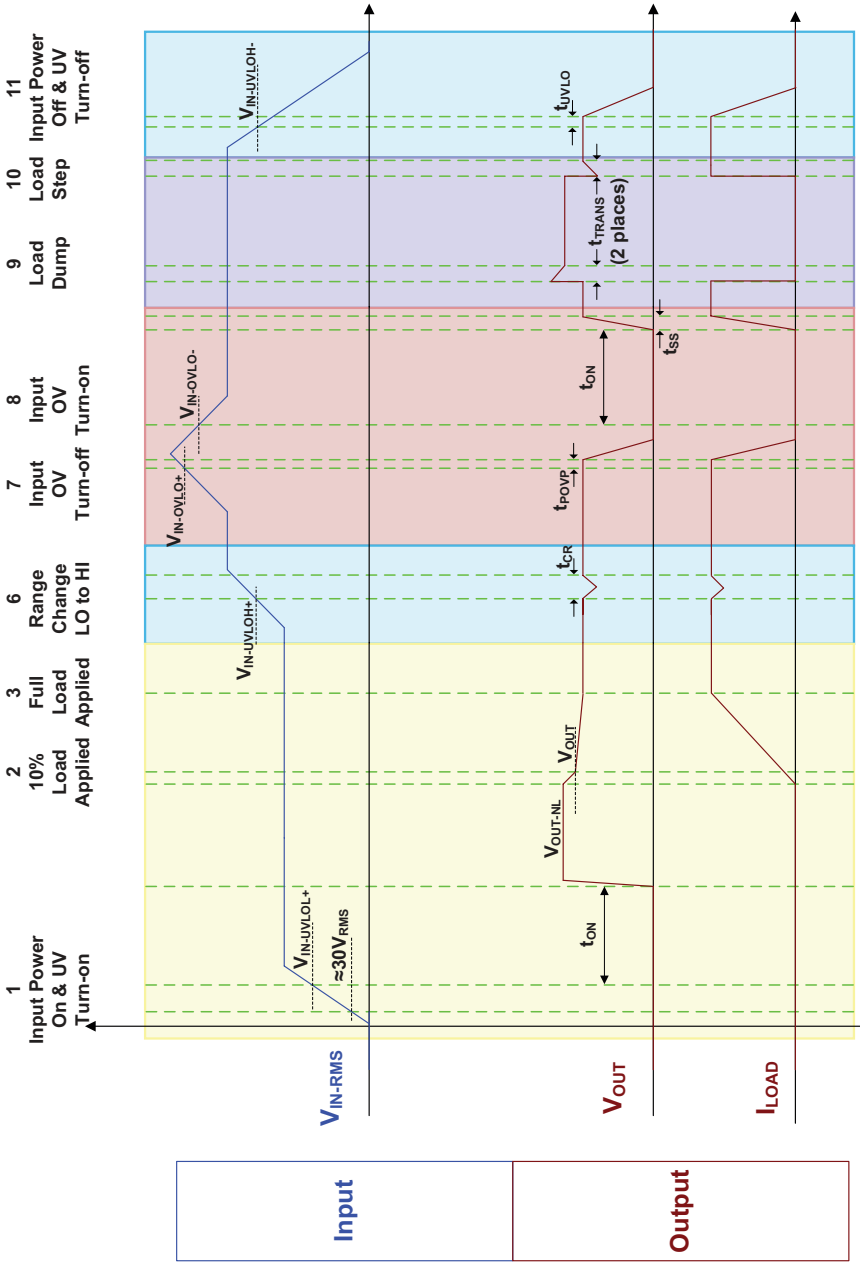 1
Input Power
On & UV
Turn-on
2
10%
Load
Applied
3
Full
Load
Applied
6
Range
Change
LO to HI
7
Input
OV
Turn-off
8
Input
OV
Turn-on
9
Load
Dump
10
Load
Step
11
Input Power
Off & UV
Turn-off
Input
VIN-RMS
≈30VRMS
VIN-UVLOL+
VIN-UVLOH+
VIN-OVLO+
VIN-OVLO-
VIN-UVLOH-
Output
VOUT
tON
VOUT-NL
VOUT
tCR
tPOVP
tON
tSS
tTRANS
(2 places)
tUVLO
ILOAD